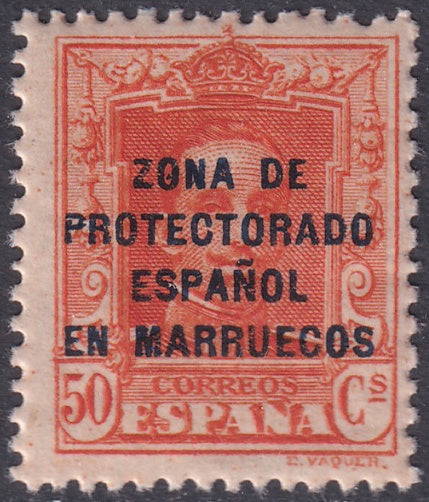 ZONA DE
PROTECTORADO
ESPAÑOL
EN MARRUECOS
CORREOS
50 ESPAÑA Cs
E. VAQUER.